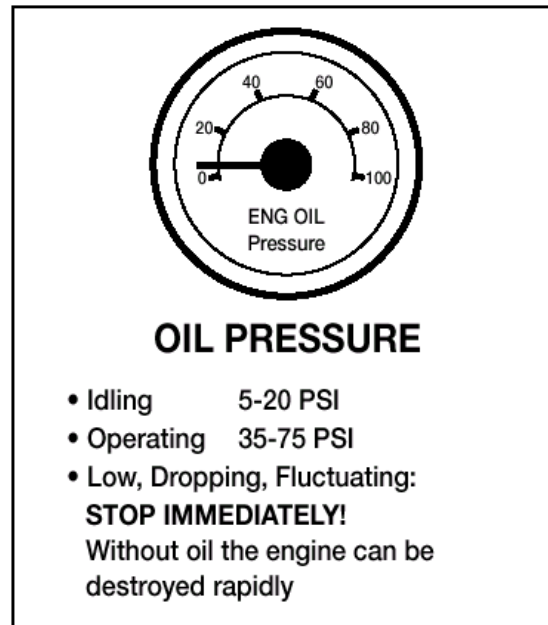 40 60
20 80
0 100
ENG OIL
Pressure
OIL PRESSURE
• Idling 5-20 PSI
• Operating 35-75 PSI
• Low, Dropping, Fluctuating:
STOP IMMEDIATELY!
Without oil the engine can be
destroyed rapidly